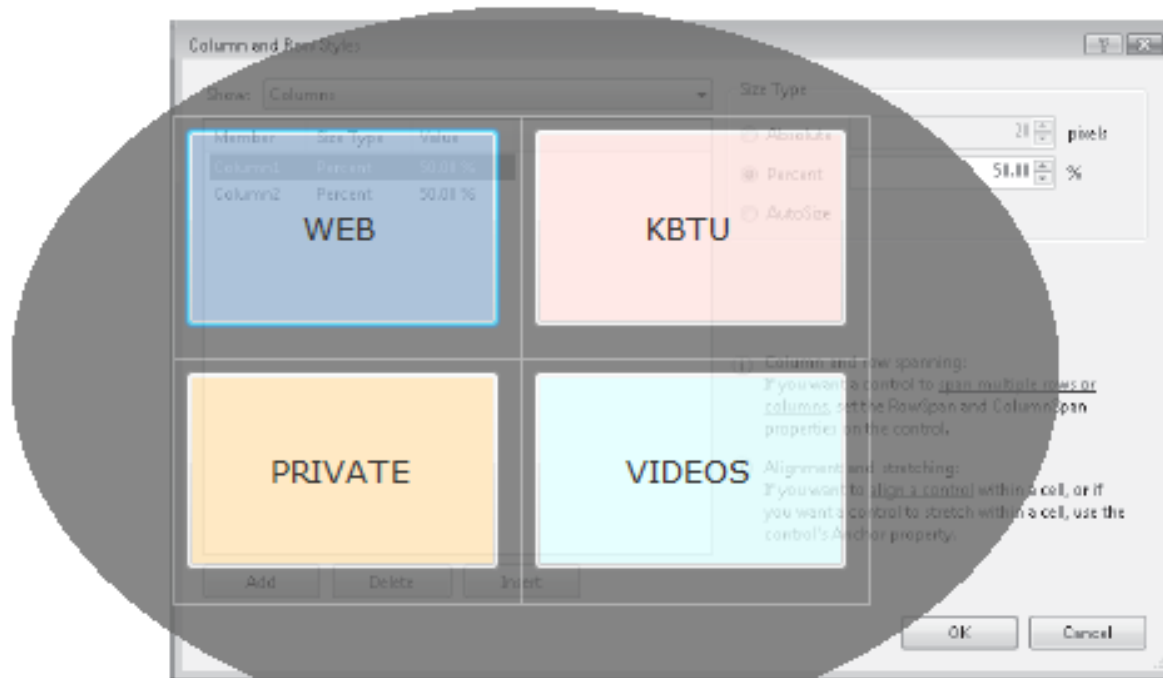 Column and Row Styles
Show: Columns
Size Type
Member Size Type Value
Absolute 20 pixels
Column1 Percent 50.00 %
Percent 50.00 %
Column2 Percent 50.00 %
AutoSize
WEB
KBTU
Column and row spanning:
If you want a control to span multiple rows or
columns, set the RowSpan and ColumnSpan
properties on the control.
PRIVATE
VIDEOS
Alignment and stretching:
If you want to align a control within a cell, or if
you want a control to stretch within a cell, use the
control's Anchor property.
Add
Delete
Insert
OK
Cancel